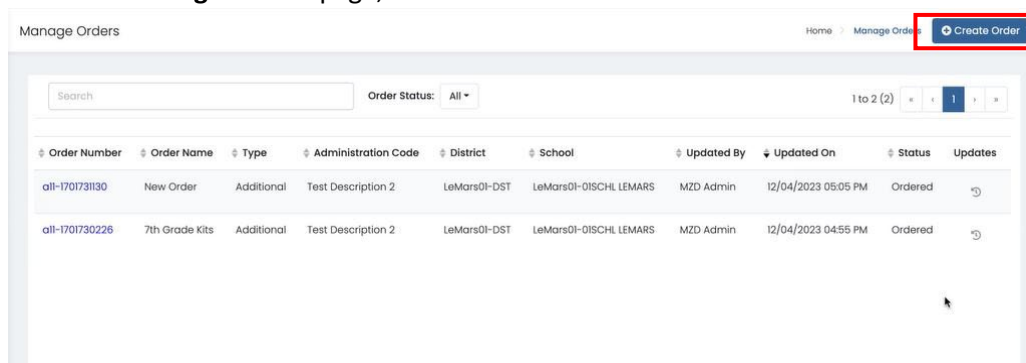 Manage Orders Home > Manage Orders Create Order
Search Order Status: All 1 to 2 (2) « ‹ 1 › »
Order Number Order Name Type Administration Code District School Updated By Updated On Status Updates
all-1701731130 New Order Additional Test Description 2 LeMars01-DST LeMars01-01SCHL LEMARS MZD Admin 12/04/2023 05:05 PM Ordered
all-1701730226 7th Grade Kits Additional Test Description 2 LeMars01-DST LeMars01-01SCHL LEMARS MZD Admin 12/04/2023 04:55 PM Ordered